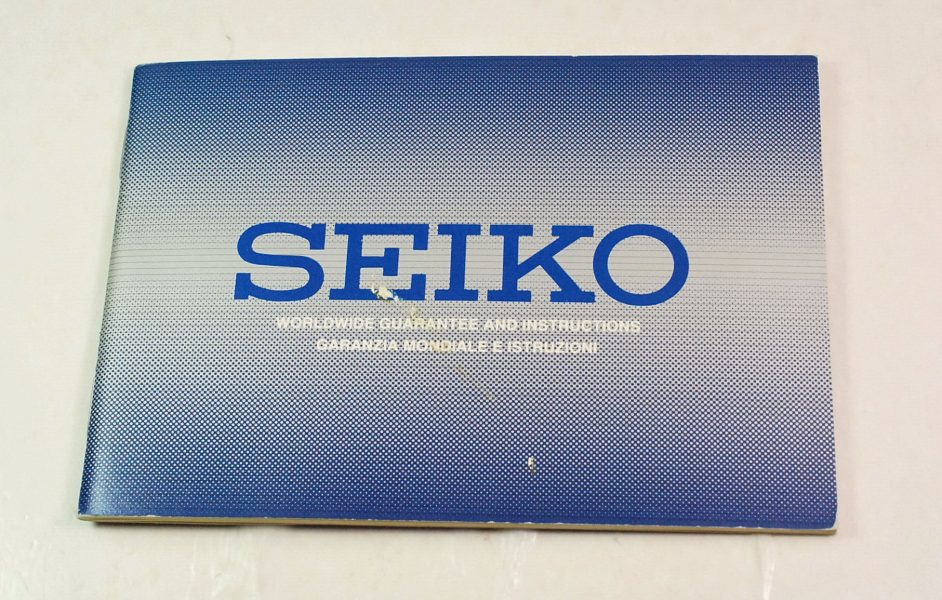 SEIKO
WORLDWIDE GUARANTEE AND INSTRUCTIONS
GARANZIA MONDIALE E ISTRUZIONI